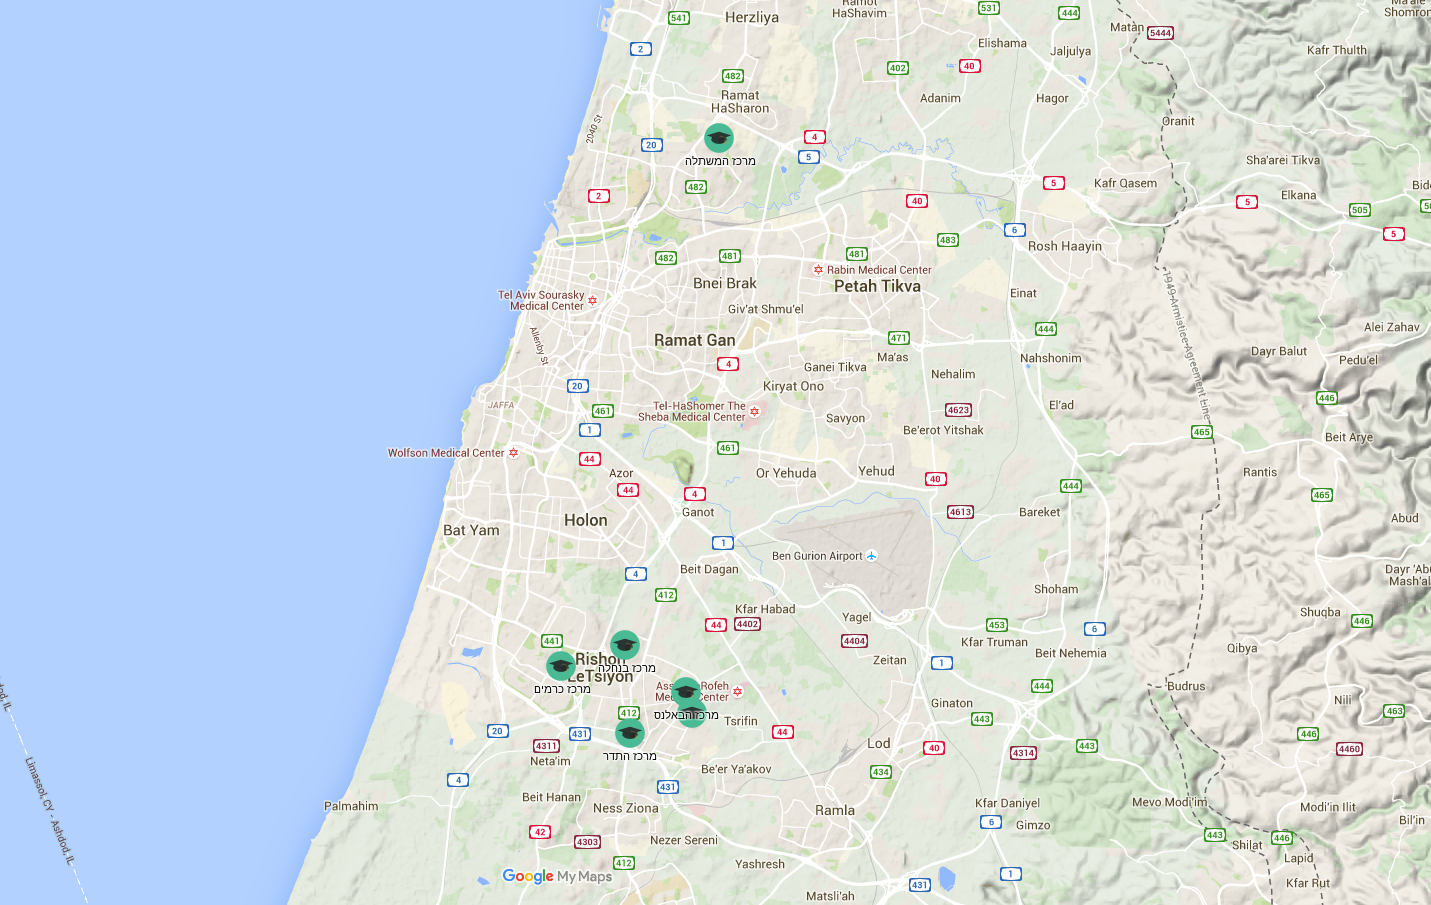 Herzliya
Ramot
HaShavim
531
444
Matan
5444
Ma'ale
Shomron
541
2
Elishama
Jaljulya
Kafr Thulth
482
402
40
Ramat
HaSharon
Adanim
Hagor
2040 St
20
4
5
Oranit
מרכז המשתלה
Sha'arei Tikva
482
2
40
5
Kafr Qasem
Elkana
5
505
5
6
483
Rosh Haayin
482
481
481
Rabin Medical Center
Bnei Brak
Petah Tikva
Tel Aviv Sourasky
Medical Center
Giv'at Shmu'el
Einat
1949 Armistice Agreement Line
Allenby St
Ramat Gan
471
444
Alei Zahav
Ma'as
Nahshonim
Dayr Balut
Pedu'el
4
Ganei Tikva
Nehalim
20
Kiryat Ono
446
JAFFA
461
Tel-HaShomer The
Sheba Medical Center
Savyon
4623
El'ad
1
Be'erot Yitshak
465
Beit Arye
Wolfson Medical Center
44
461
Azor
Or Yehuda
Yehud
40
Rantis
44
4
444
465
Ganot
4613
Bareket
Abud
Holon
Bat Yam
1
Ben Gurion Airport
4
Beit Dagan
412
Shoham
Kfar Habad
44
4402
Yagel
453
Shuqba
446
441
4404
Kfar Truman
6
Qibya
Rishon
LeTsiyon
מרכז בנחלה
Zeitan
1
Beit Nehemia
מרכז כרמים
Budrus
444
Nili
412
Tsrifin
Ginaton
443
463
20
431
44
446
4311
מרכז התדר
Lod
40
4314
443
4460
Neta'im
4
Be'er Ya'akov
434
431
Palmahim
Beit Hanan
Ness Ziona
Ramla
Kfar Daniyel
Mevo Modi'im
Modi'in Ilit
42
6
Gimzo
Bil'in
4303
Nezer Sereni
443
446
Shilat
412
Yashresh
Lapid
Google My Maps
431
1
Kfar Rut
Matsli'ah
Limassol, CY - Ashdod, IL